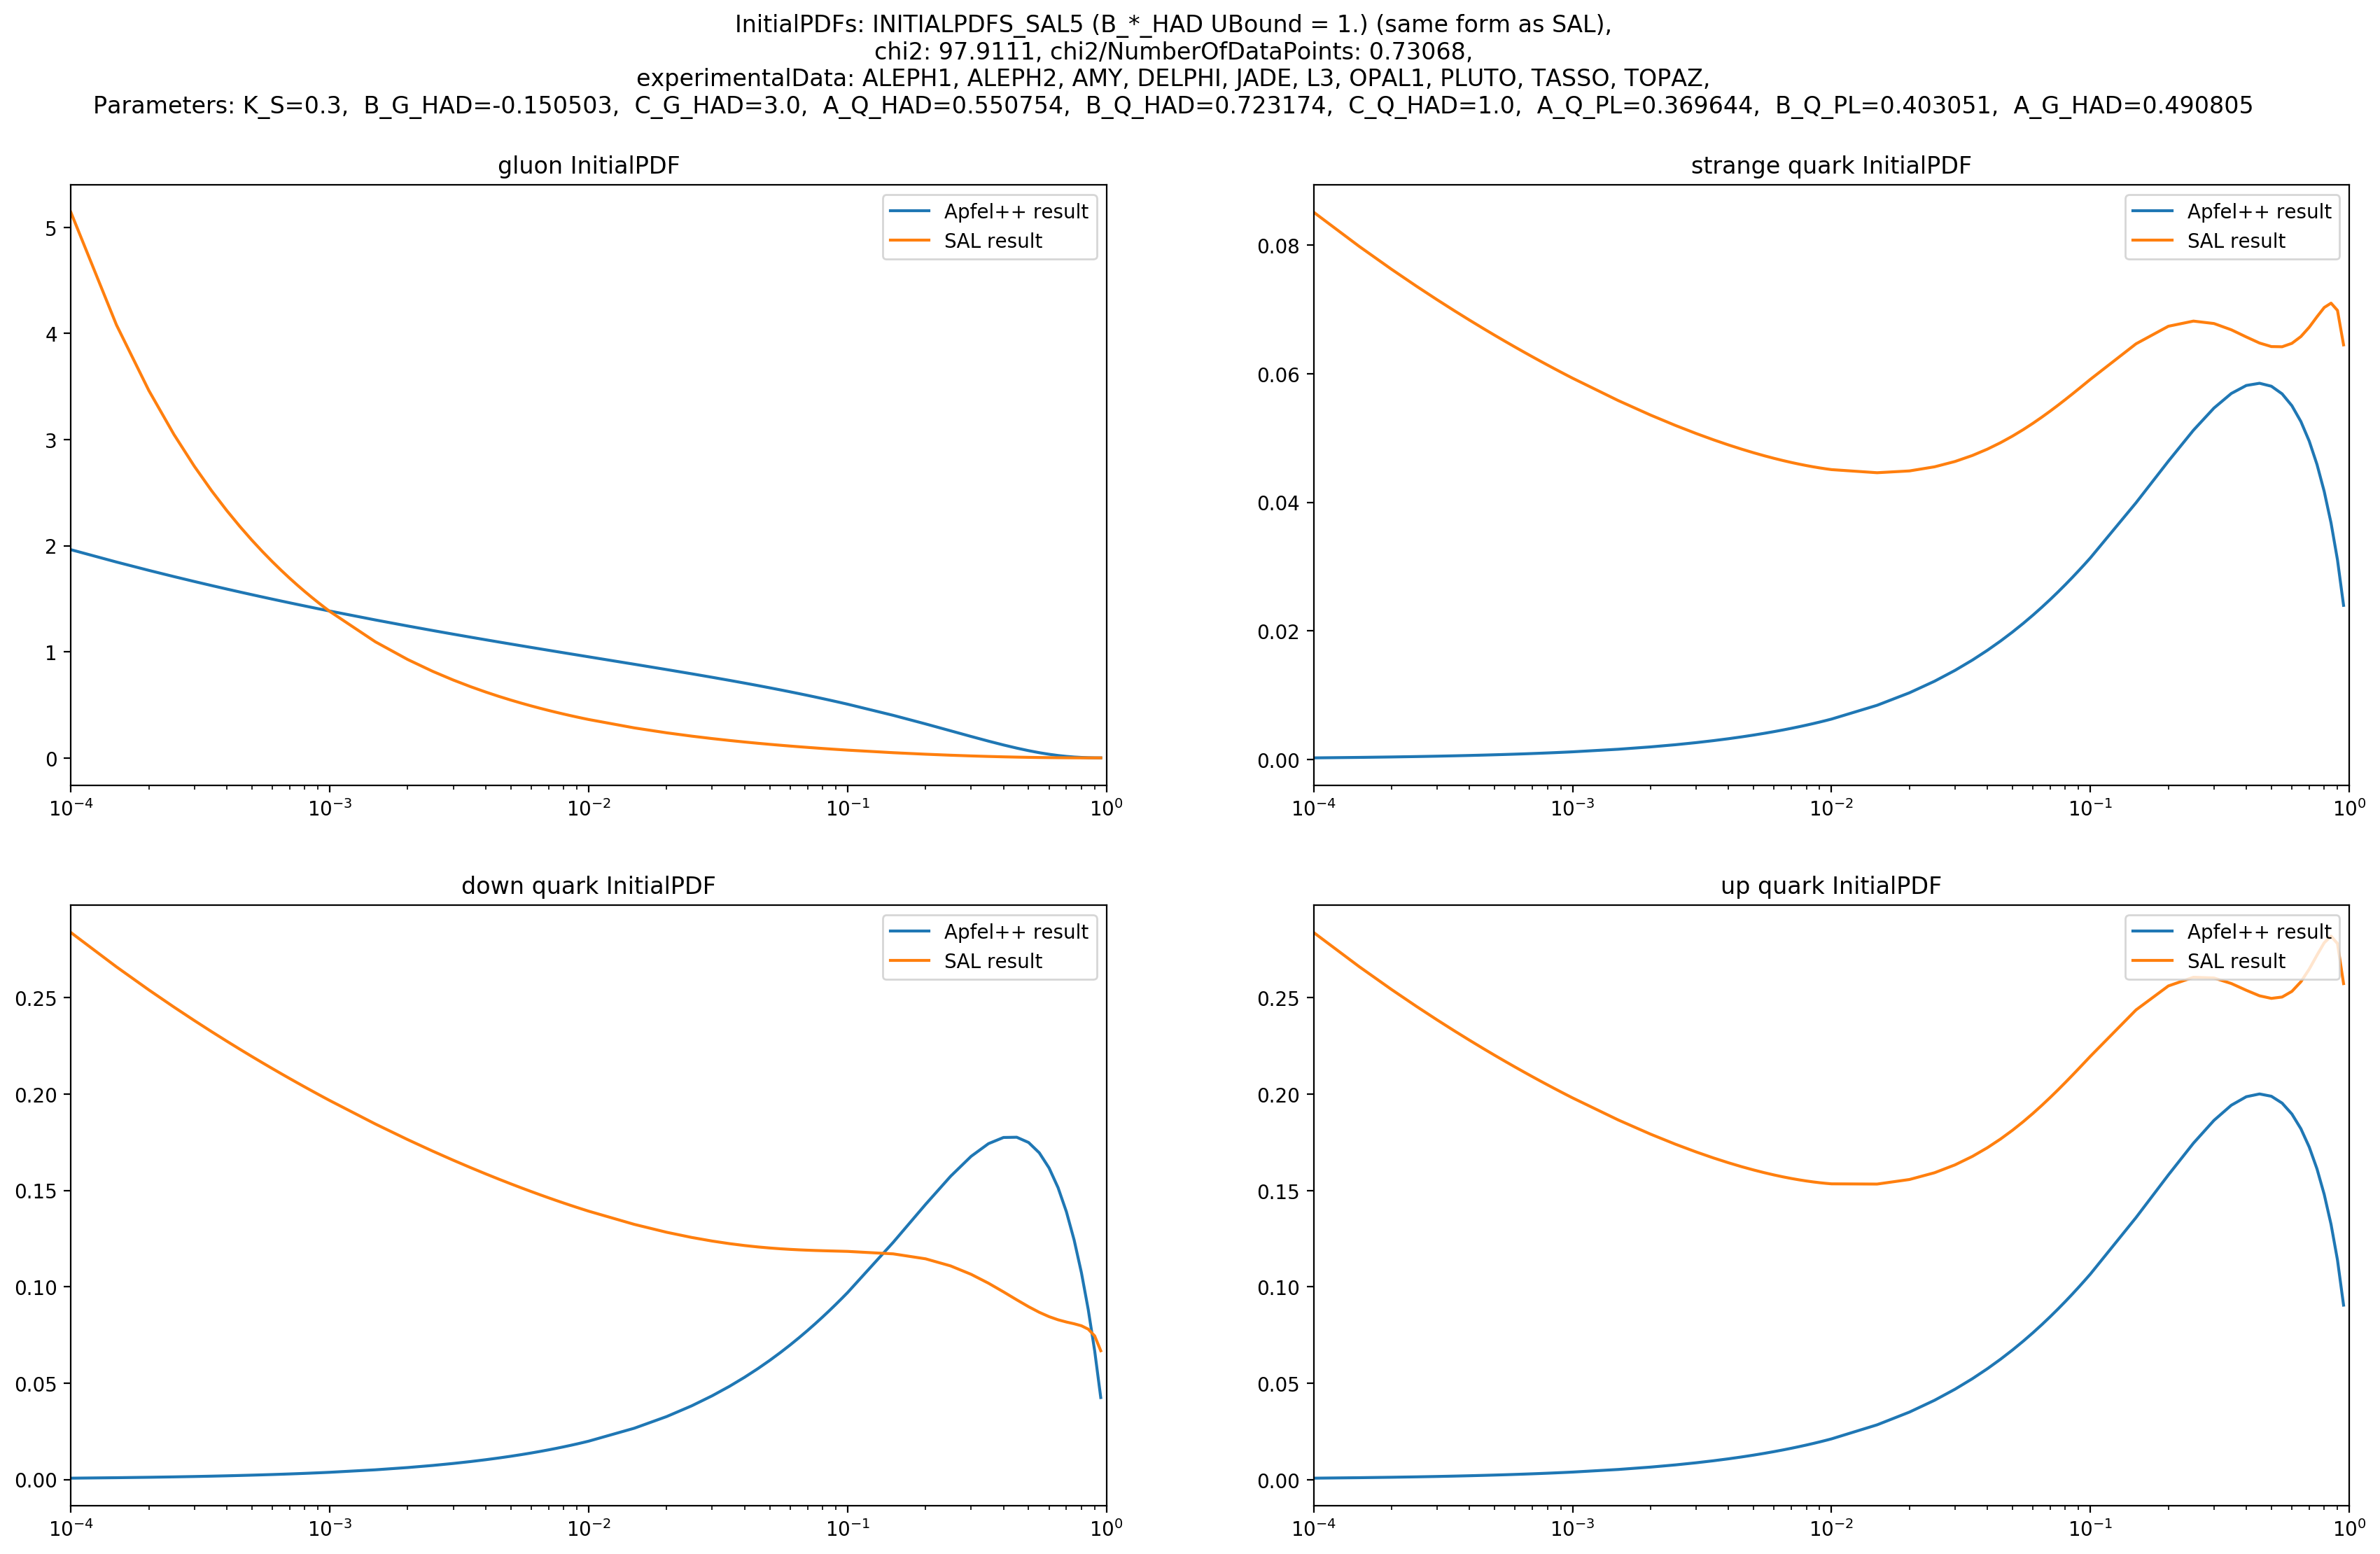 InitialPDFs: INITIALPDFS_SAL5 (B_*_HAD UBound = 1.) (same form as SAL),
chi2: 97.9111, chi2/NumberOfDataPoints: 0.73068,
experimentalData: ALEPH1, ALEPH2, AMY, DELPHI, JADE, L3, OPAL1, PLUTO, TASSO, TOPAZ,
Parameters: K_S=0.3,  B_G_HAD=-0.150503,  C_G_HAD=3.0,  A_Q_HAD=0.550754,  B_Q_HAD=0.723174,  C_Q_HAD=1.0,  A_Q_PL=0.369644,  B_Q_PL=0.403051,  A_G_HAD=0.490805
gluon InitialPDF
Apfel++ result
SAL result
5
4
3
2
1
0
10⁻⁴ 10⁻³ 10⁻² 10⁻¹ 10⁰
strange quark InitialPDF
Apfel++ result
SAL result
0.08
0.06
0.04
0.02
0.00
10⁻⁴ 10⁻³ 10⁻² 10⁻¹ 10⁰
down quark InitialPDF
Apfel++ result
SAL result
0.25
0.20
0.15
0.10
0.05
0.00
10⁻⁴ 10⁻³ 10⁻² 10⁻¹ 10⁰
up quark InitialPDF
Apfel++ result
SAL result
0.25
0.20
0.15
0.10
0.05
0.00
10⁻⁴ 10⁻³ 10⁻² 10⁻¹ 10⁰